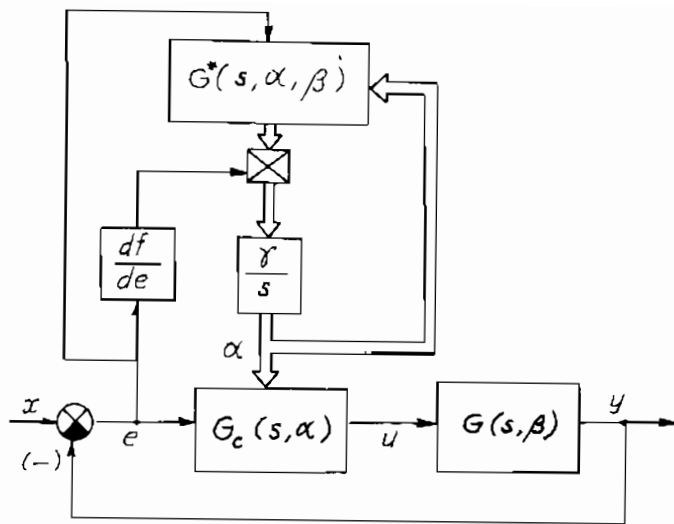 G*(s, α, β)
df
de
γ
s
α
x
(−)
e
G_c(s,α)
u
G(s,β)
y